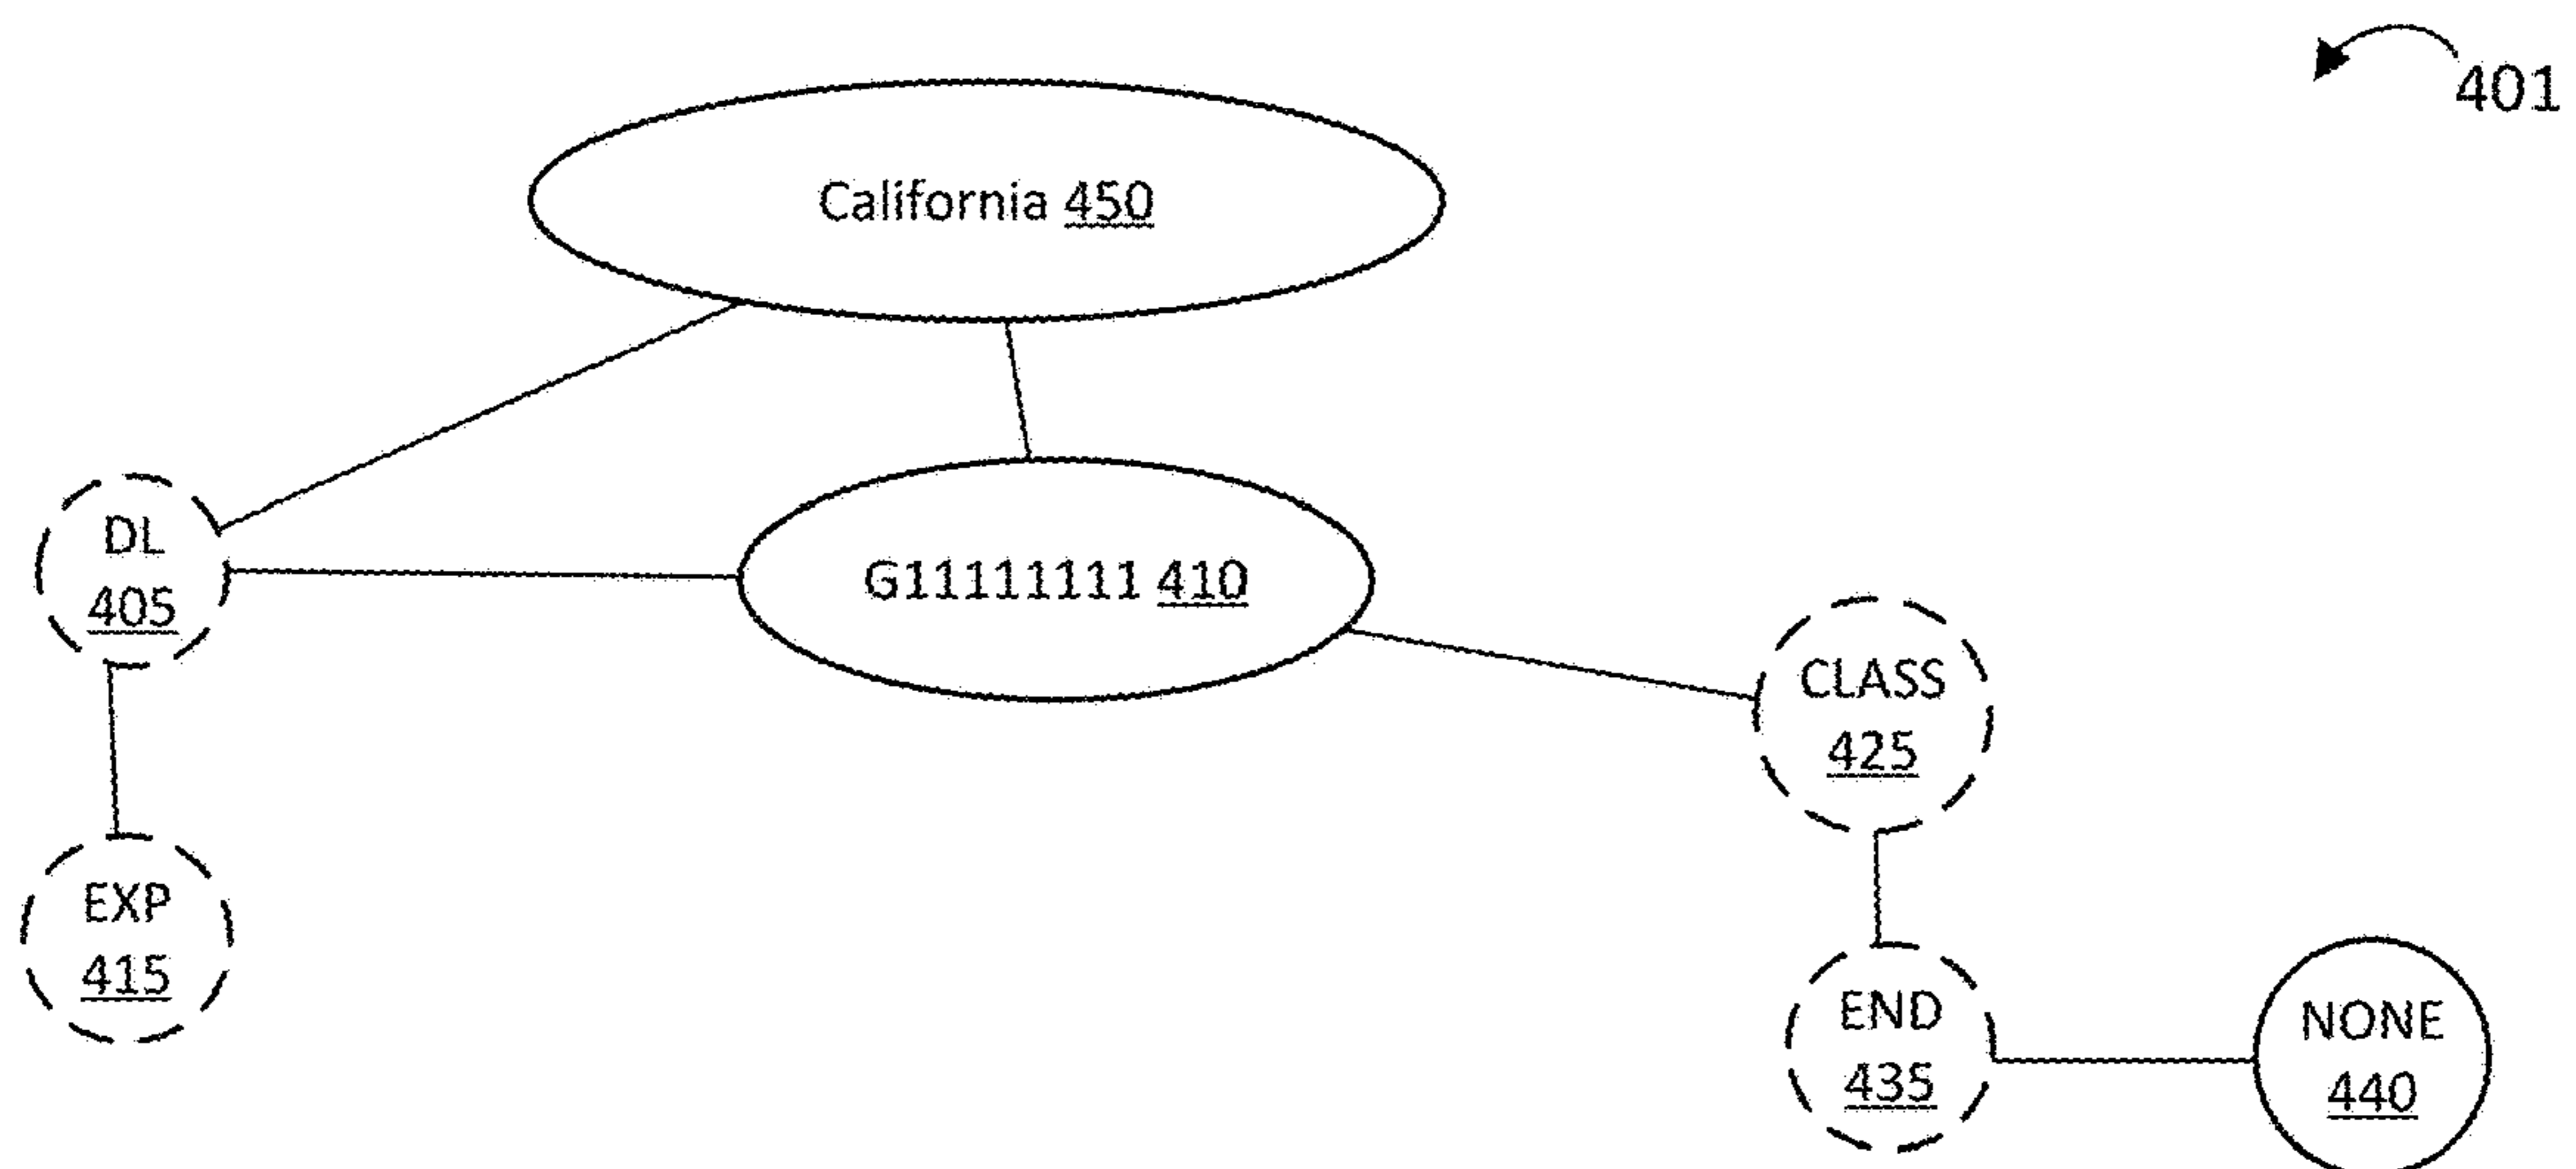 401
California 450
DL
405
G11111111 410
CLASS
425
EXP
415
END
435
NONE
440